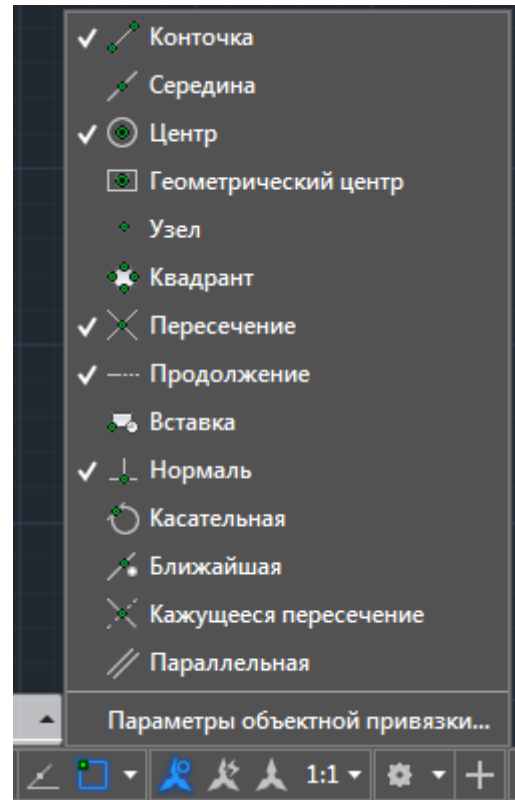 Конточка
Середина
Центр
Геометрический центр
Узел
Квадрант
Пересечение
Продолжение
Вставка
Нормаль
Касательная
Ближайшая
Кажущееся пересечение
Параллельная
Параметры объектной привязки...
1:1